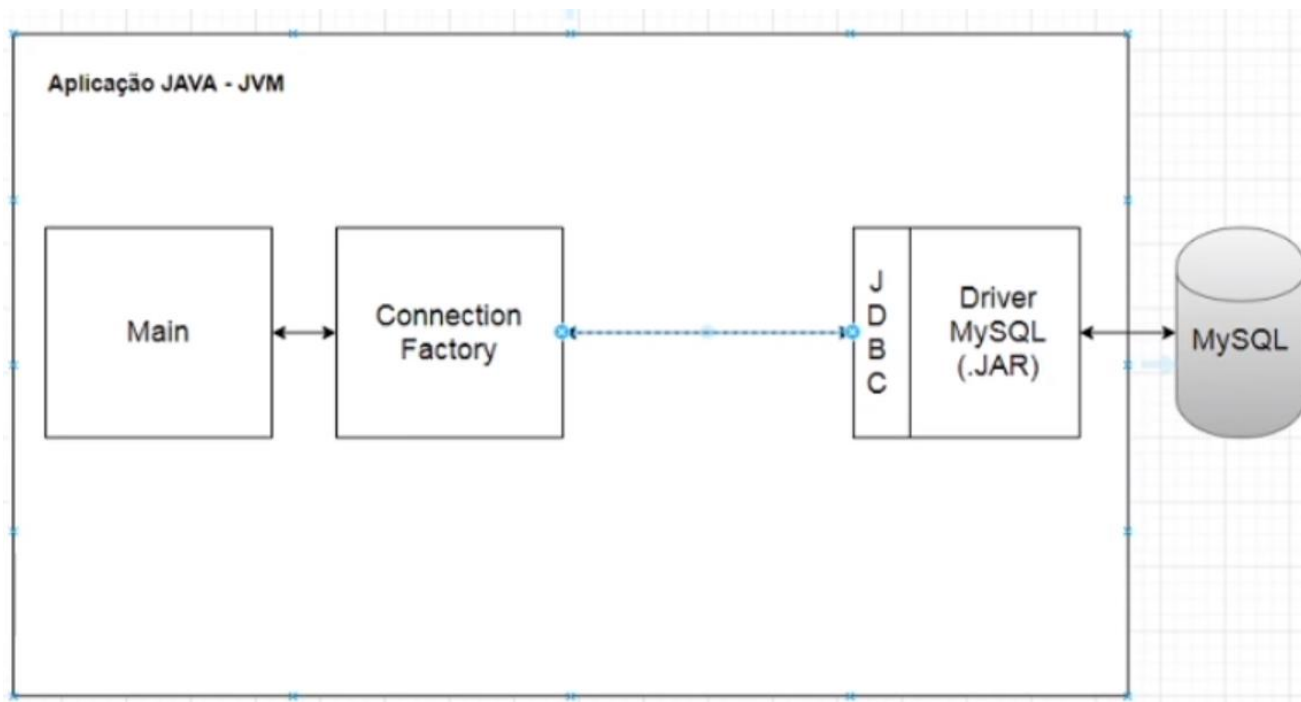 Aplicação JAVA - JVM
Main
Connection
Factory
J
D
B
C
Driver
MySQL
(.JAR)
MySQL